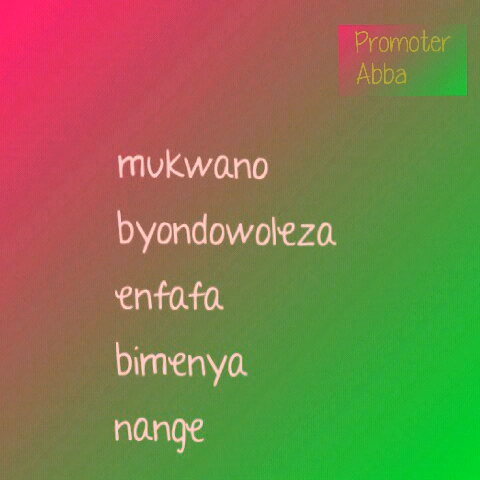 Promoter
Abba
mukwano
byondowoleza
enfafa
bimenya
nange